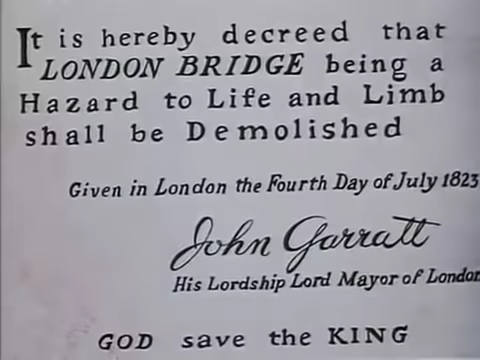 It is hereby decreed that
LONDON BRIDGE being a
Hazard to Life and Limb
shall be Demolished
Given in London the Fourth Day of July 1823
John Garratt
His Lordship Lord Mayor of London
GOD save the KING